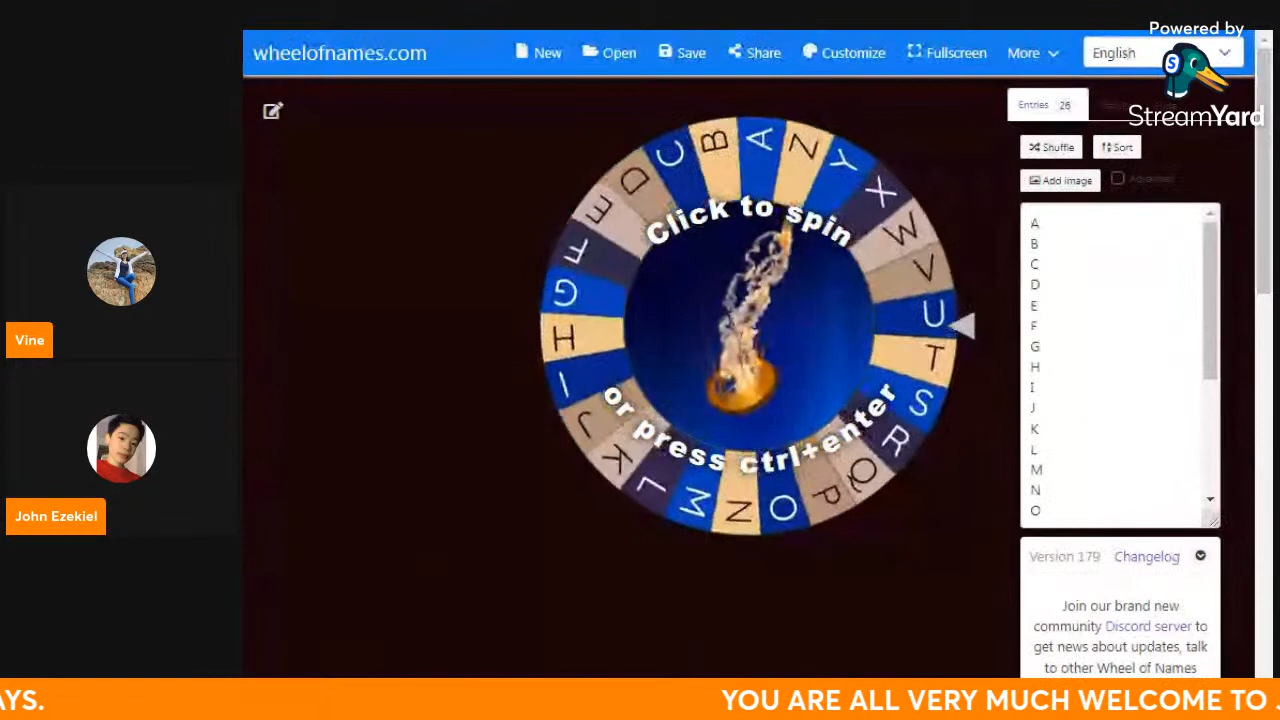 Powered by
StreamYard
wheelofnames.com
New
Open
Save
Share
Customize
Fullscreen
More
English
Entries 26
Shuffle
Sort
Add image
Advanced
A
B
C
D
E
F
G
H
I
J
K
L
M
N
O
A
Z
Y
X
W
V
U
T
S
R
Q
P
O
N
M
L
K
J
I
H
G
F
E
D
C
B
Click to spin
or press ctrl+enter
Vine
John Ezekiel
Version 179 Changelog
Join our brand new
community Discord server to
get news about updates, talk
to other Wheel of Names
AYS.
YOU ARE ALL VERY MUCH WELCOME TO